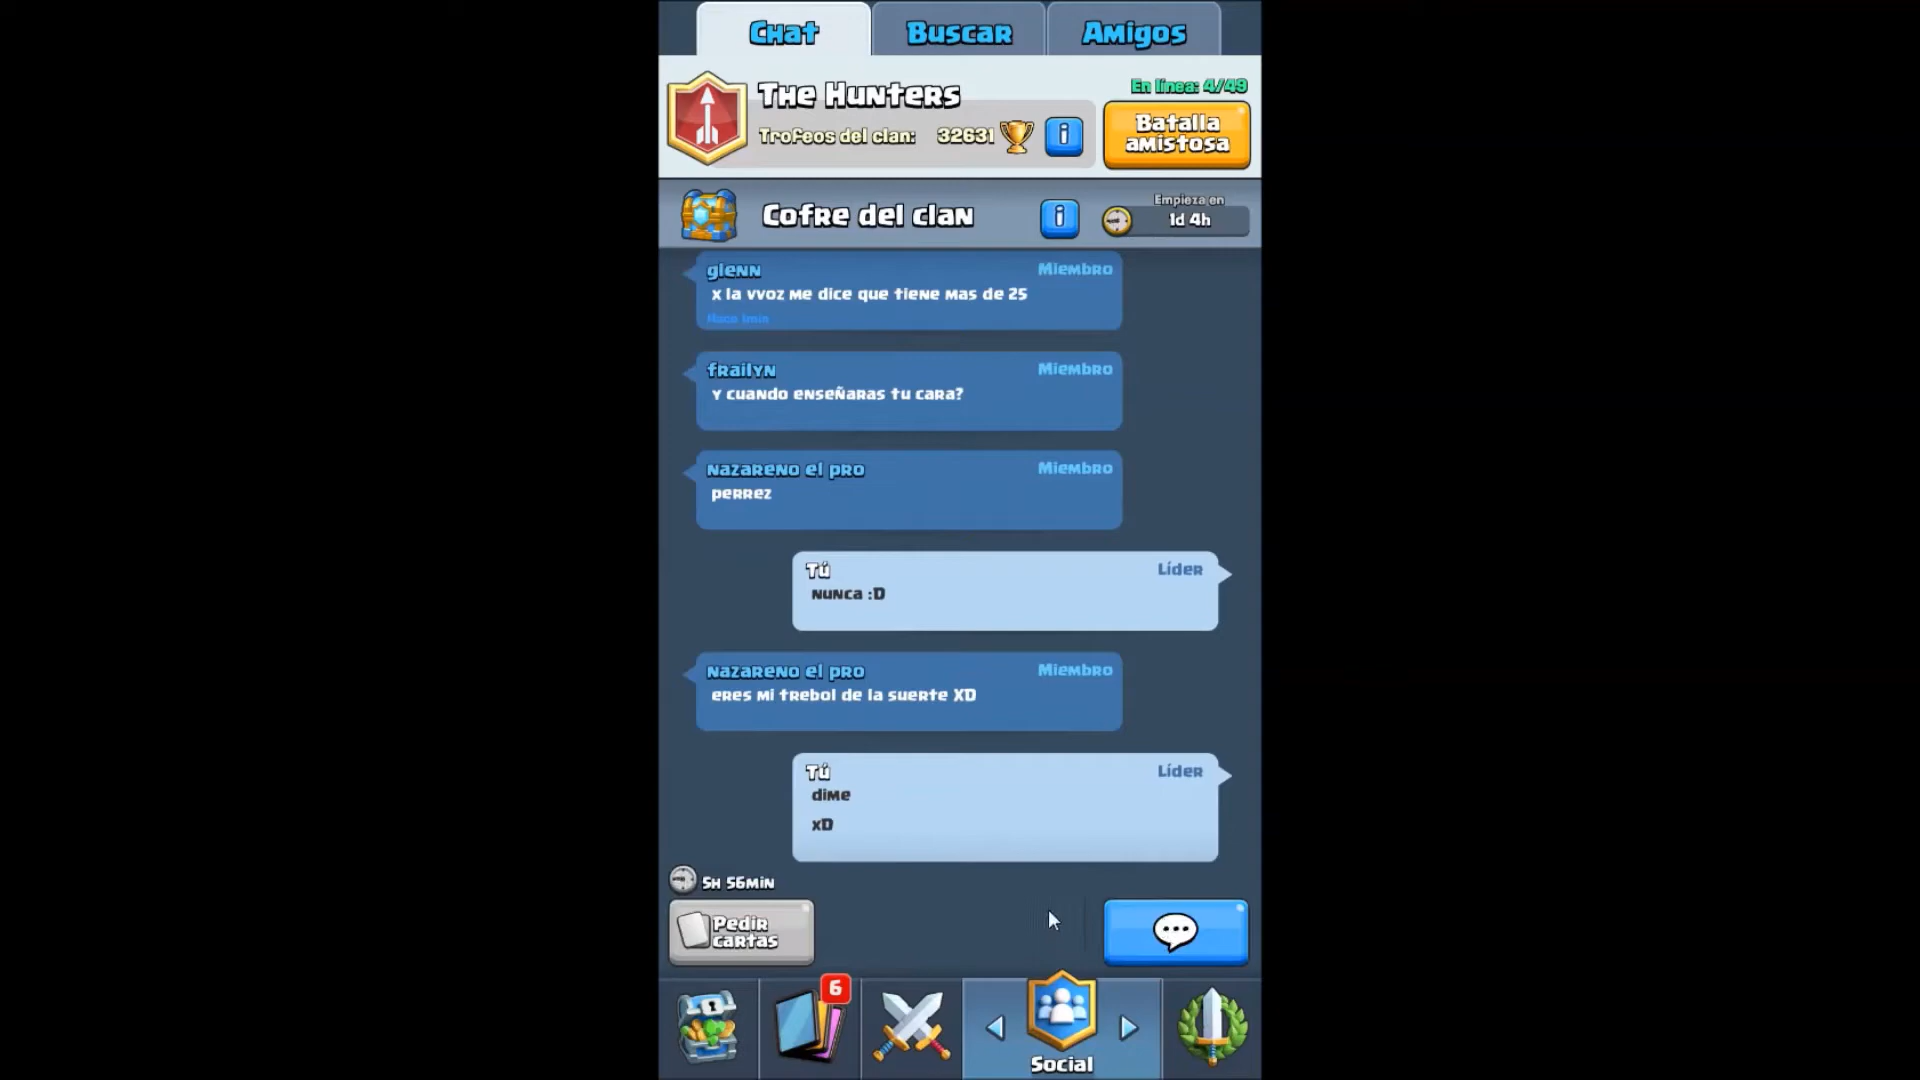 Chat
Buscar
Amigos
The Hunters
En línea: 4/49
Trofeos del clan: 32631
Batalla
amistosa
Cofre del clan
Empieza en
1d 4h
glenn
Miembro
x la vvoz me dice que tiene mas de 25
Hace 1min
frailyn
Miembro
y cuando enseñaras tu cara?
nazareno el pro
Miembro
perrez
Tú
Líder
nunca :D
nazareno el pro
Miembro
eres mi trebol de la suerte XD
Tú
Líder
dime
xD
5h 56min
Pedir
cartas
6
Social